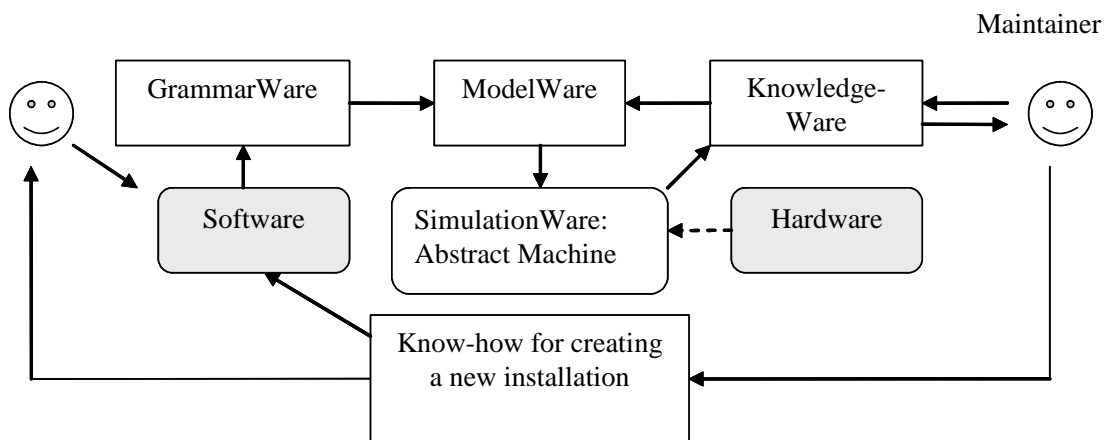 Maintainer
GrammarWare
ModelWare
Knowledge-
Ware
Software
SimulationWare:
Abstract Machine
Hardware
Know-how for creating
a new installation